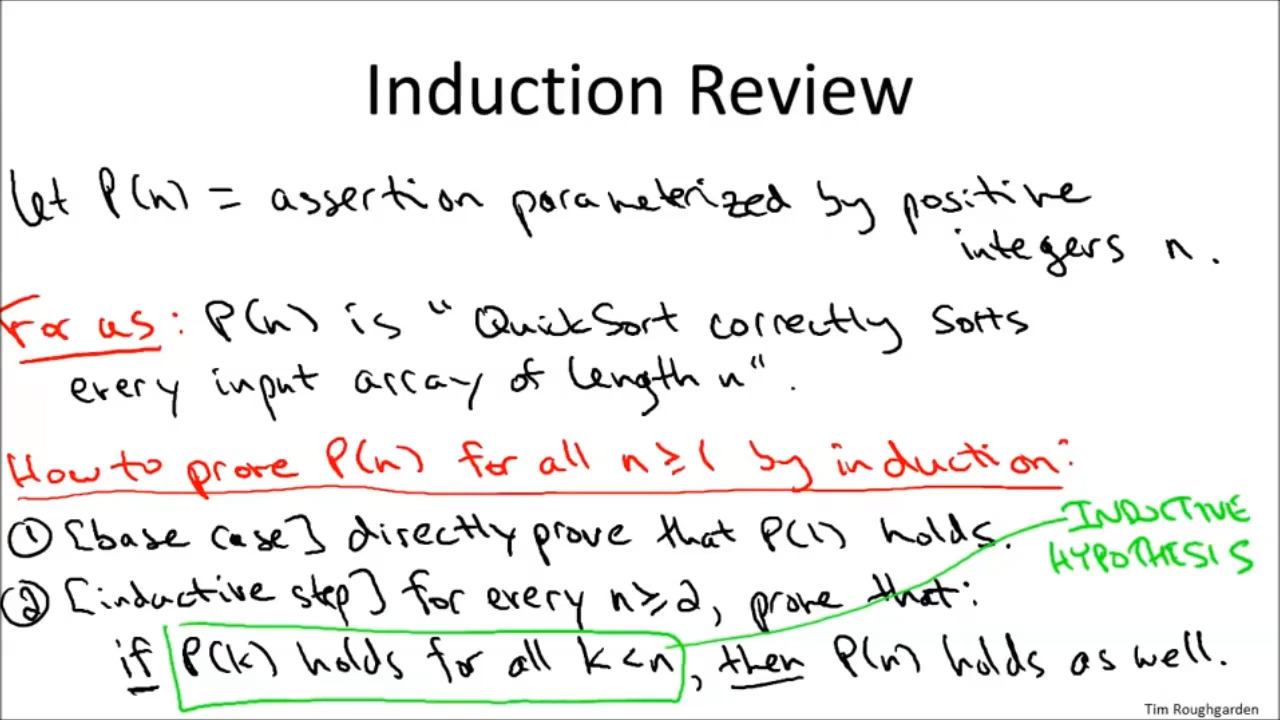 Induction Review
Let P(n) = assertion parameterized by positive
integers n.
For us: P(n) is "QuickSort correctly sorts
every input array of length n".
How to prove P(n) for all n ≥ 1 by induction:
① [base case] directly prove that P(1) holds.
② [inductive step] for every n ≥ 2, prove that:
if P(k) holds for all k < n, then P(n) holds as well.
INDUCTIVE
HYPOTHESIS
Tim Roughgarden